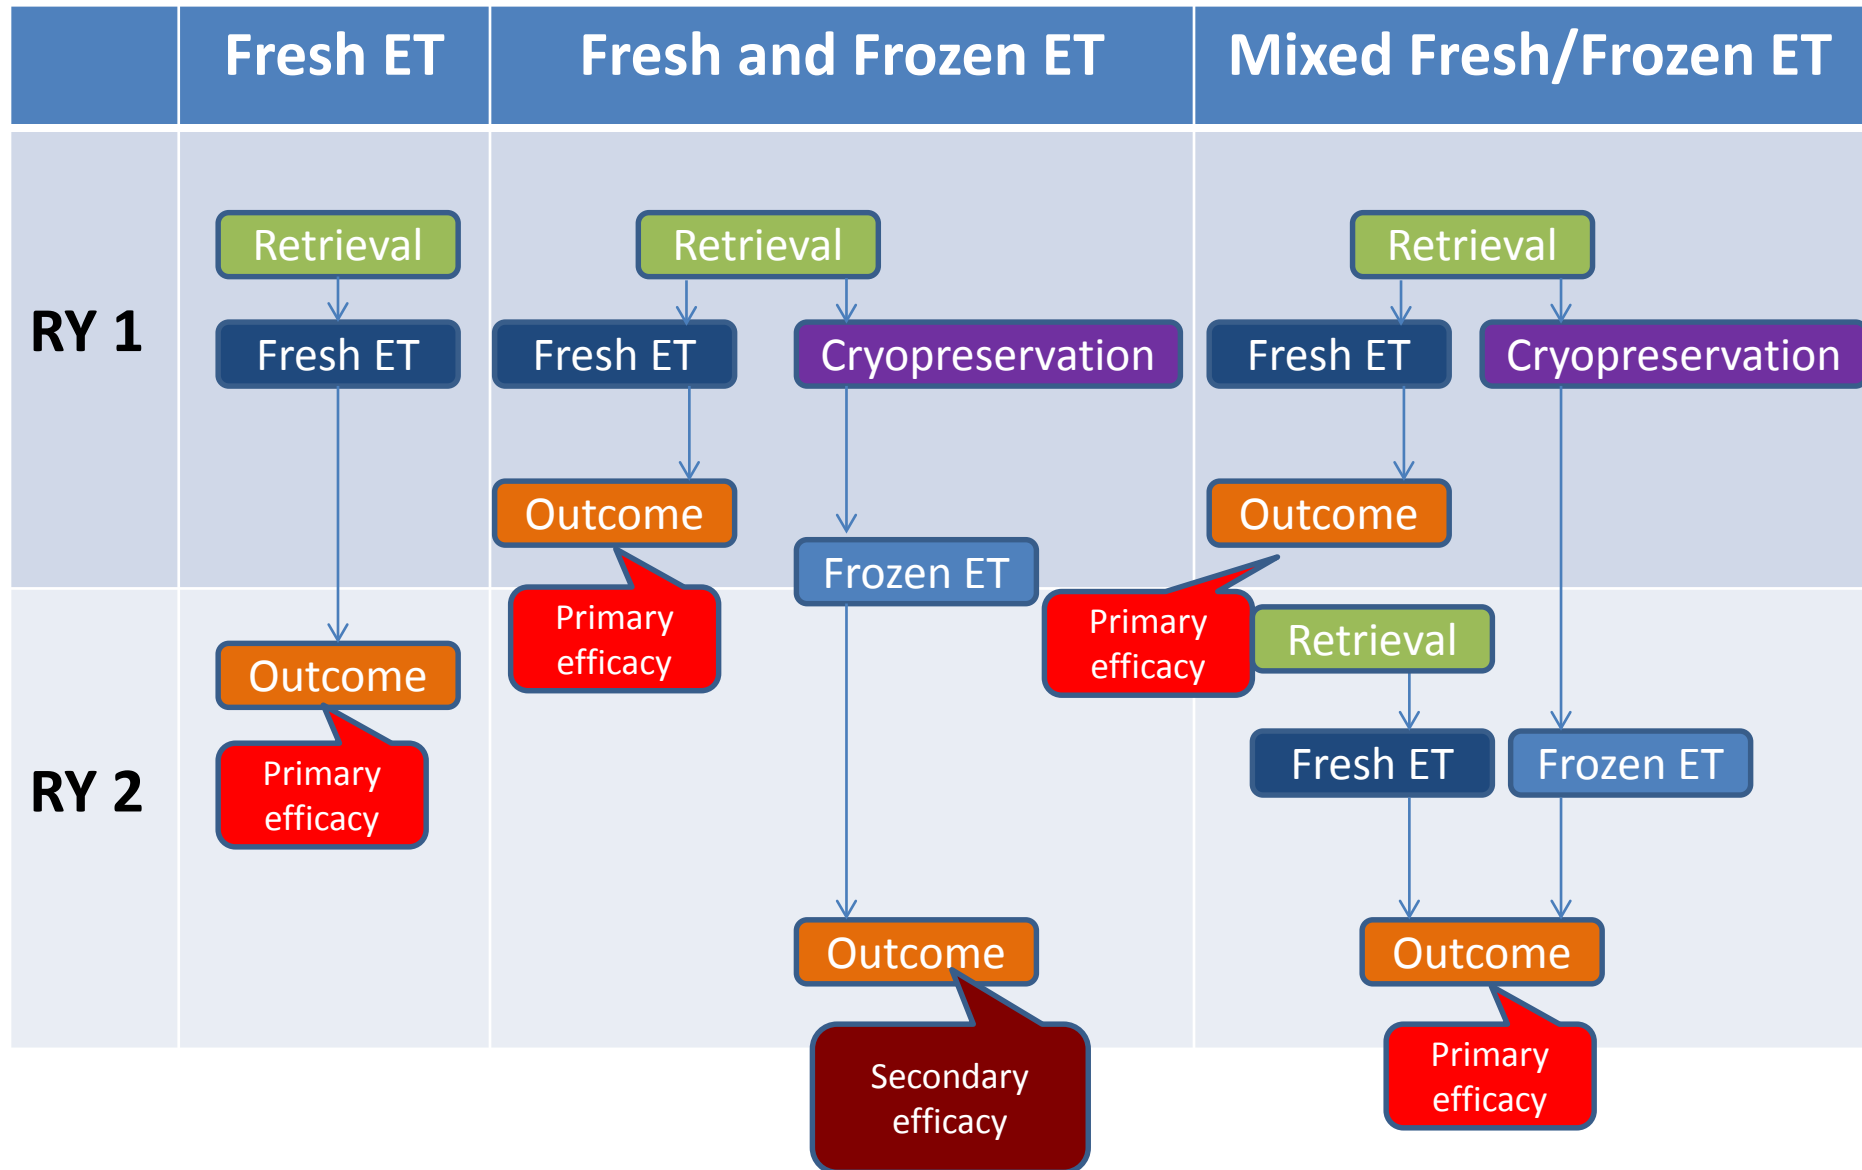 Fresh ET
Fresh and Frozen ET
Mixed Fresh/Frozen ET
RY 1
Retrieval
Fresh ET
Retrieval
Fresh ET
Cryopreservation
Outcome
Primary
efficacy
Frozen ET
Retrieval
Fresh ET
Cryopreservation
Outcome
Primary
efficacy
RY 2
Outcome
Primary
efficacy
Outcome
Secondary
efficacy
Retrieval
Fresh ET
Frozen ET
Outcome
Primary
efficacy